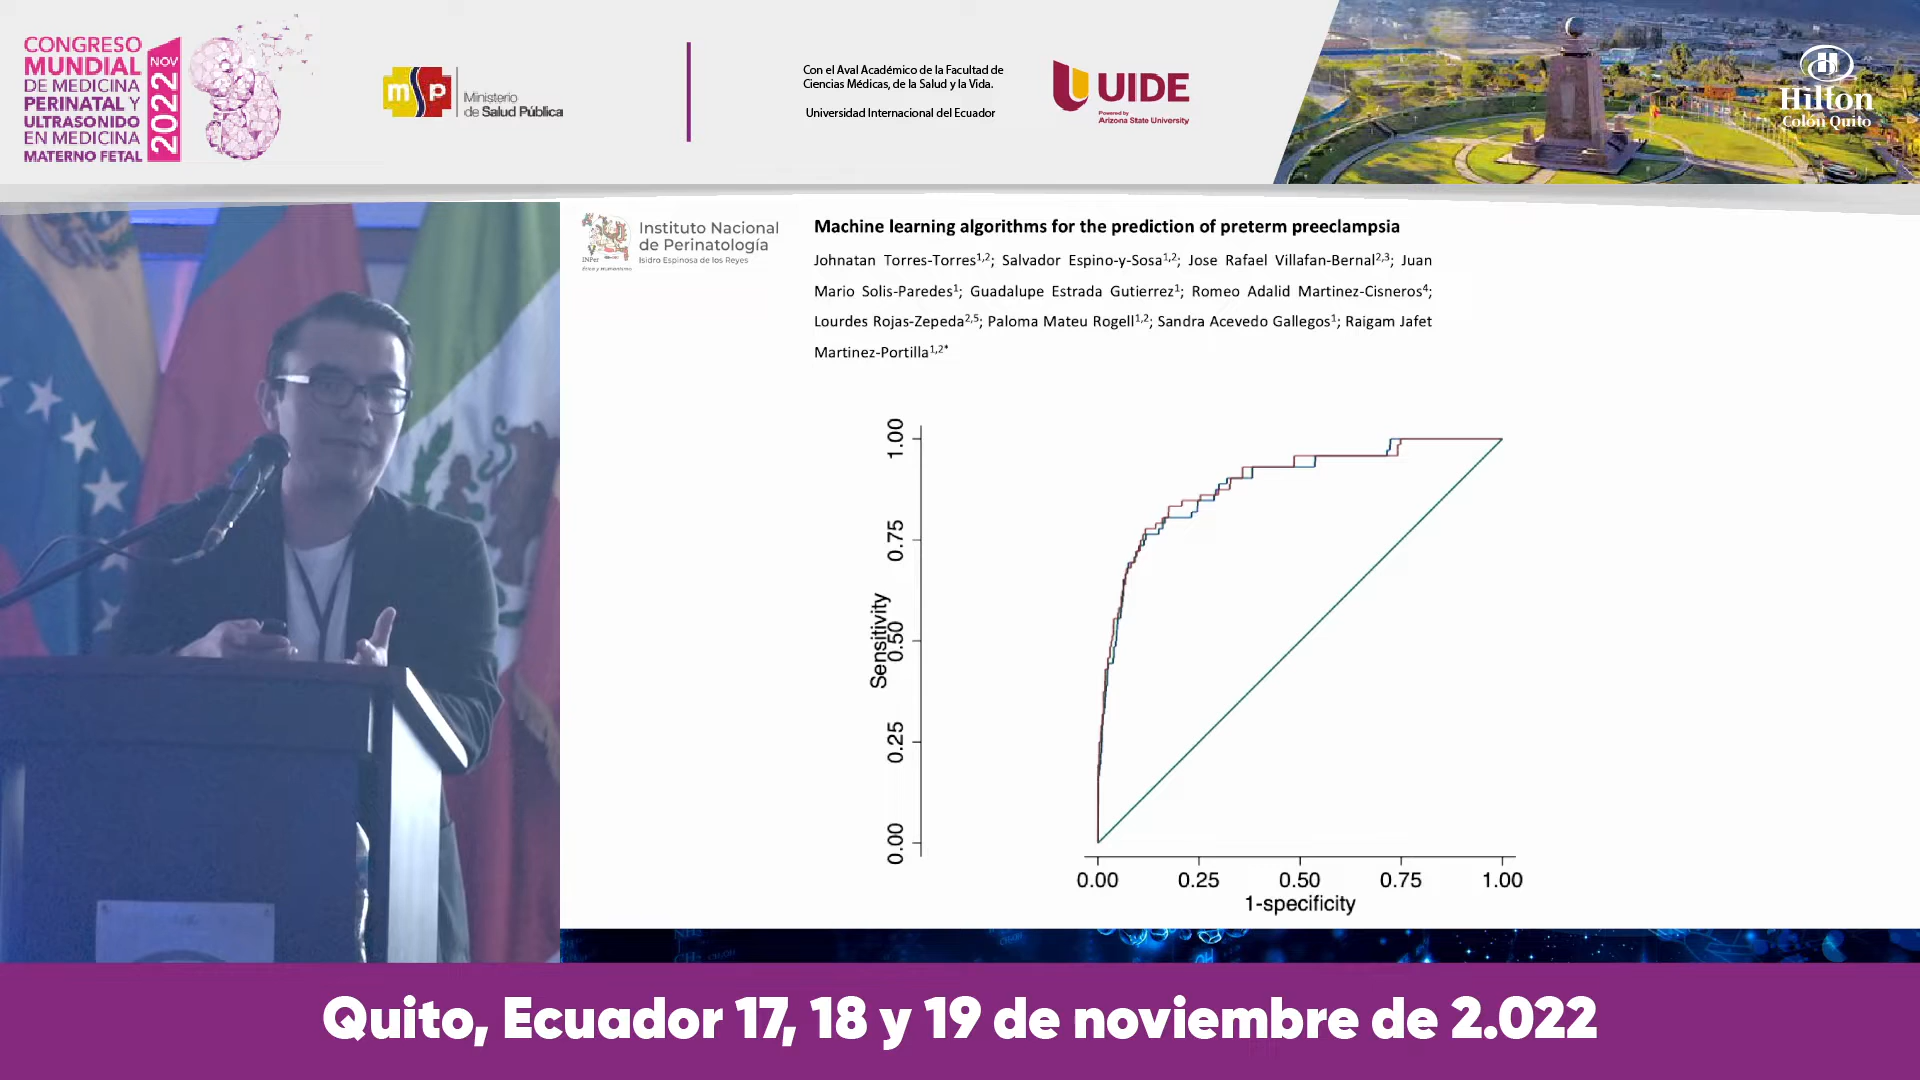 CONGRESO
MUNDIAL
DE MEDICINA
PERINATAL Y
ULTRASONIDO
EN MEDICINA
MATERNO FETAL
NOV
2022
msp
Ministerio
de Salud Pública
Con el Aval Académico de la Facultad de
Ciencias Médicas, de la Salud y la Vida.
Universidad Internacional del Ecuador
UIDE
Powered by
Arizona State University
Hilton
Colón Quito
INPer
Instituto Nacional
de Perinatología
Isidro Espinosa de los Reyes
Machine learning algorithms for the prediction of preterm preeclampsia
Johnatan Torres-Torres1,2; Salvador Espino-y-Sosa1,2; Jose Rafael Villafan-Bernal2,3; Juan
Mario Solis-Paredes1; Guadalupe Estrada Gutierrez1; Romeo Adalid Martinez-Cisneros4;
Lourdes Rojas-Zepeda2,5; Paloma Mateu Rogell1,2; Sandra Acevedo Gallegos1; Raigam Jafet
Martinez-Portilla1,2*
Sensitivity
1.00
0.75
0.50
0.25
0.00
0.00 0.25 0.50 0.75 1.00
1-specificity
Quito, Ecuador 17, 18 y 19 de noviembre de 2.022